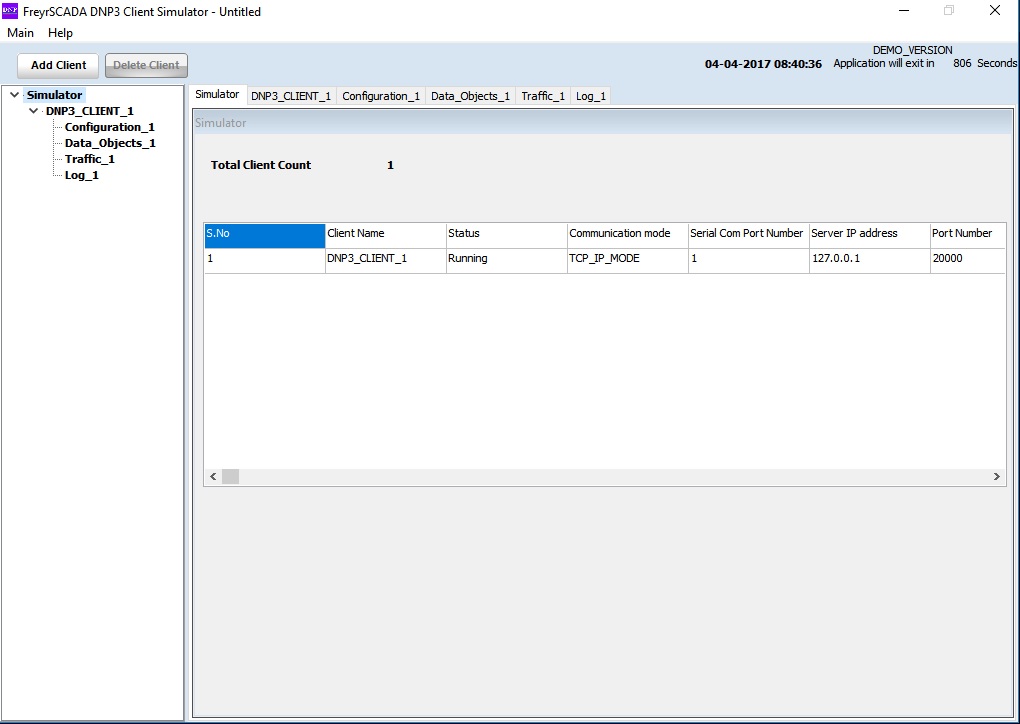 DNP FreyrSCADA DNP3 Client Simulator - Untitled
Main Help
Add Client Delete Client
DEMO_VERSION
04-04-2017 08:40:36 Application will exit in 806 Seconds
Simulator
DNP3_CLIENT_1
Configuration_1
Data_Objects_1
Traffic_1
Log_1
Simulator DNP3_CLIENT_1 Configuration_1 Data_Objects_1 Traffic_1 Log_1
Simulator
Total Client Count 1
S.No Client Name Status Communication mode Serial Com Port Number Server IP address Port Number
1 DNP3_CLIENT_1 Running TCP_IP_MODE 1 127.0.0.1 20000